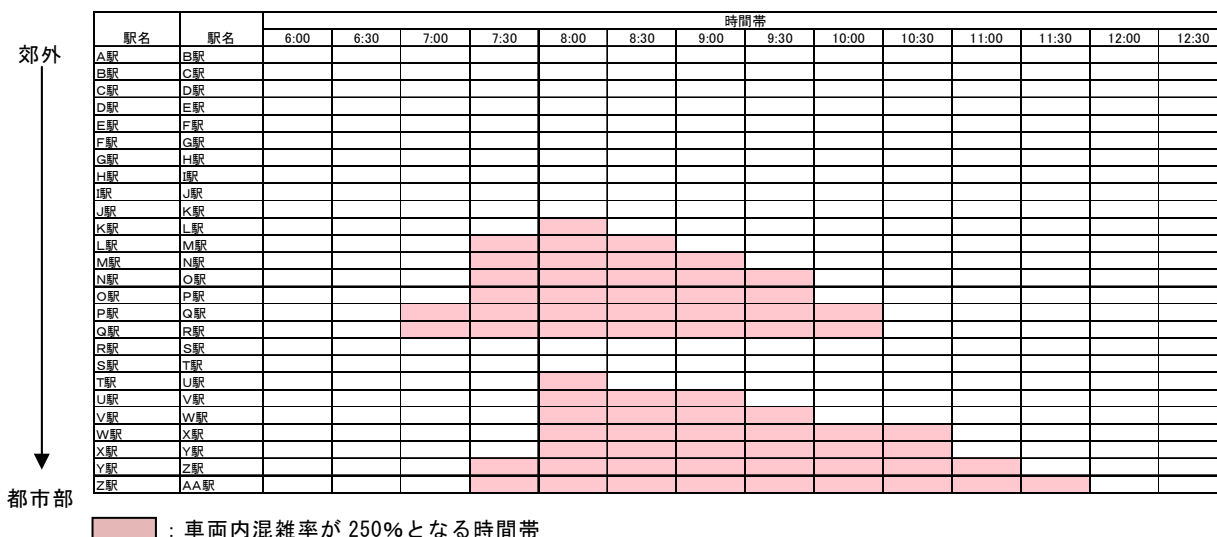 時間帯
駅名 駅名 6:00 6:30 7:00 7:30 8:00 8:30 9:00 9:30 10:00 10:30 11:00 11:30 12:00 12:30
郊外
A駅 B駅
B駅 C駅
C駅 D駅
D駅 E駅
E駅 F駅
F駅 G駅
G駅 H駅
H駅 I駅
I駅 J駅
J駅 K駅
K駅 L駅
L駅 M駅
M駅 N駅
N駅 O駅
O駅 P駅
P駅 Q駅
Q駅 R駅
R駅 S駅
S駅 T駅
T駅 U駅
U駅 V駅
V駅 W駅
W駅 X駅
X駅 Y駅
Y駅 Z駅
Z駅 AA駅
都市部
：車両内混雑率が 250%となる時間帯